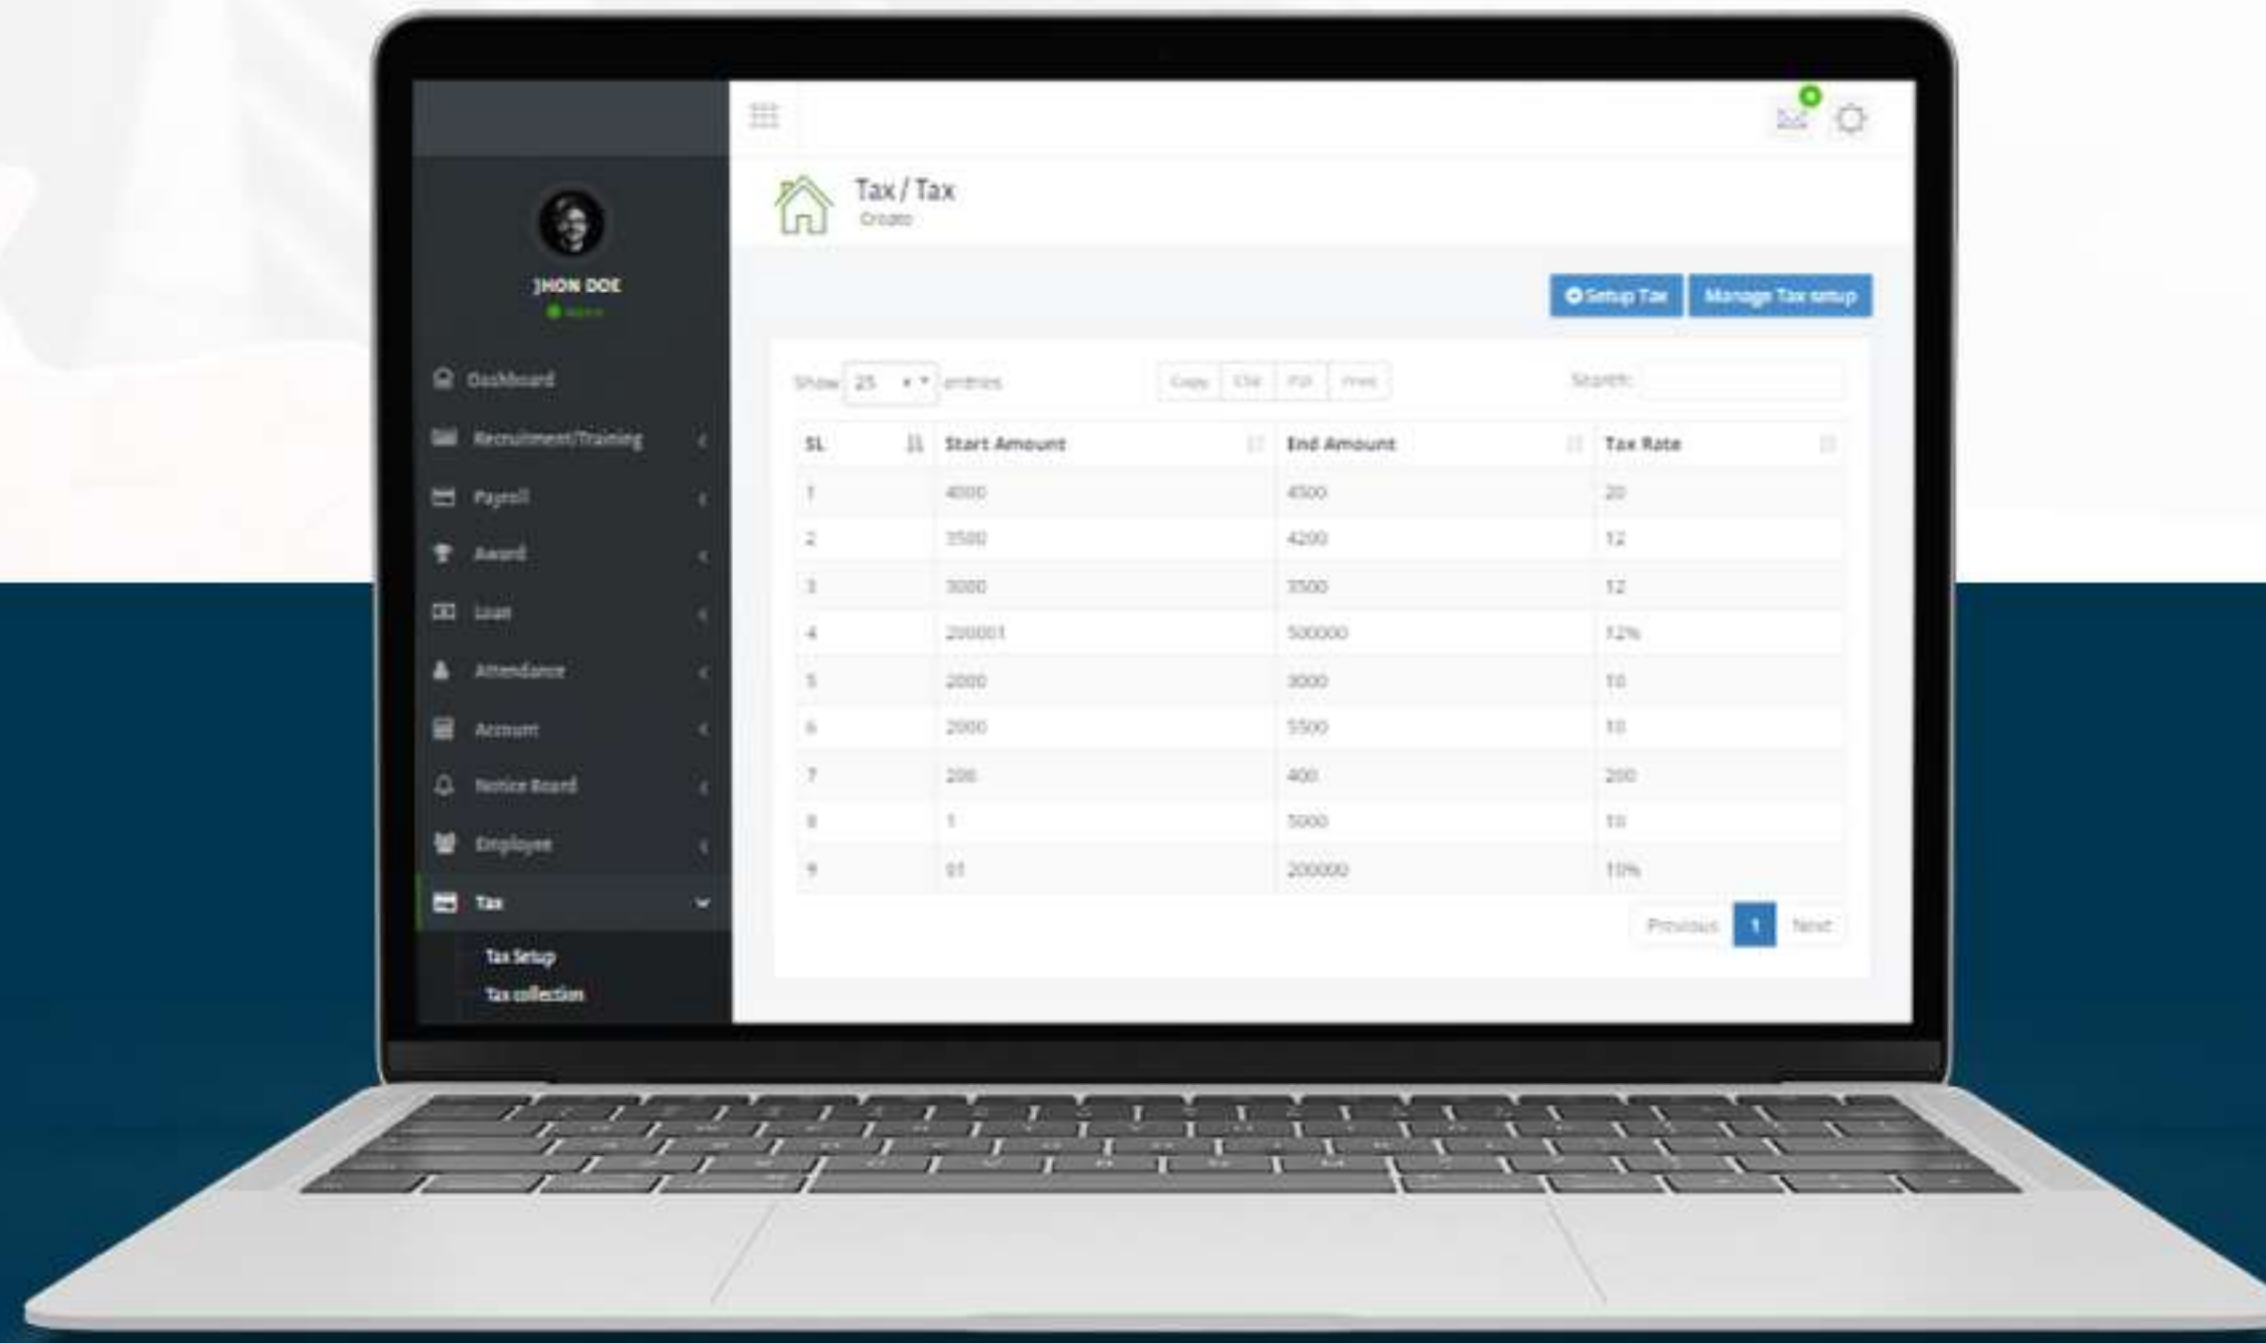 Tax / Tax
Create
JHON DOE
Setup Tax
Manage Tax setup
Dashboard
Recruitment/Training
Payroll
Award
Loan
Attendance
Account
Notice Board
Employee
Tax
Tax Setup
Tax collection
Show 25 entries
Copy CSV PDF Print
Search:
SL Start Amount End Amount Tax Rate
1 4000 4500 20
2 3500 4200 12
3 3000 3500 12
4 200001 500000 12%
5 2000 3000 10
6 2000 5500 10
7 200 400 200
8 1 5000 10
9 01 200000 10%
Previous 1 Next